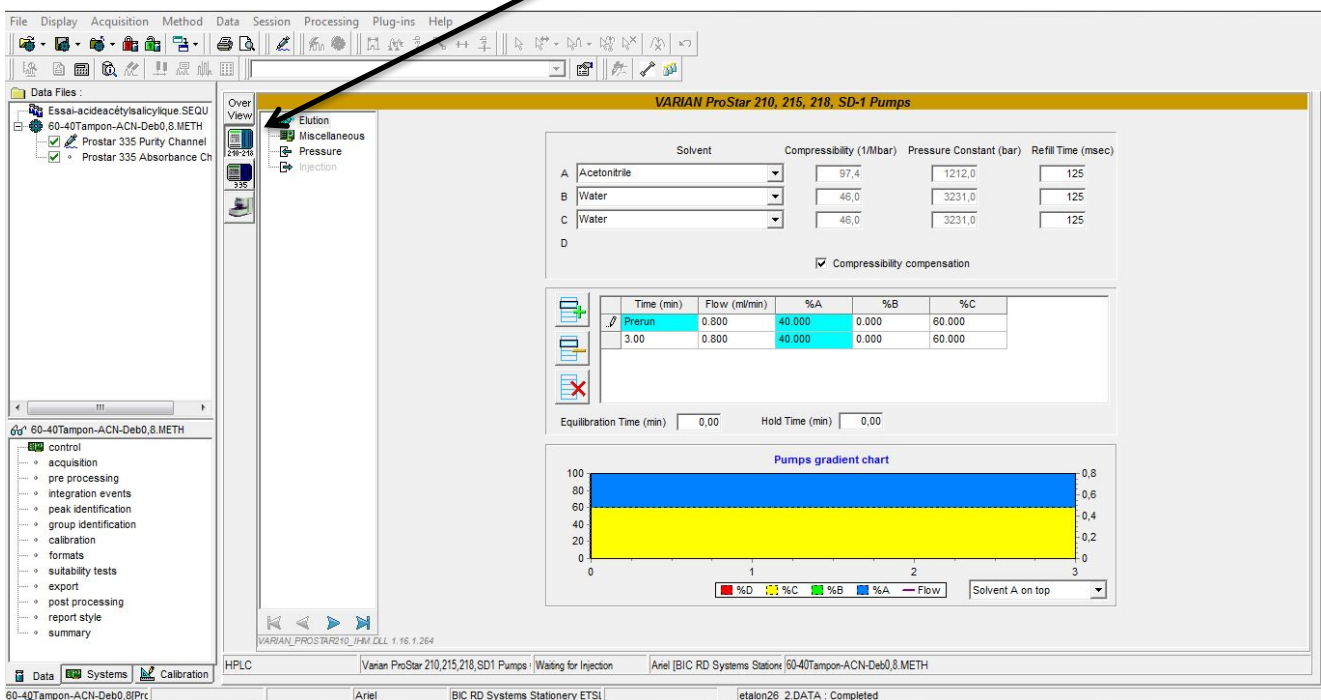 File Display Acquisition Method Data Session Processing Plug-ins Help
Data Files :
Essai-acideacétylsalicylique.SEQU
60-40Tampon-ACN-Deb0,8.METH
Prostar 335 Purity Channel
Prostar 335 Absorbance Ch
60-40Tampon-ACN-Deb0,8.METH
control
acquisition
pre processing
integration events
peak identification
group identification
calibration
formats
suitability tests
export
post processing
report style
summary
Data Systems Calibration
Over
View
210-218
335
Elution
Miscellaneous
Pressure
Injection
VARIAN_PROSTAR210_IHM.DLL 1.16.1.264
VARIAN ProStar 210, 215, 218, SD-1 Pumps
Solvent Compressibility (1/Mbar) Pressure Constant (bar) Refill Time (msec)
A Acetonitrile 97,4 1212,0 125
B Water 46,0 3231,0 125
C Water 46,0 3231,0 125
D
Compressibility compensation
Time (min) Flow (ml/min) %A %B %C
Prerun 0.800 40.000 0.000 60.000
3.00 0.800 40.000 0.000 60.000
Equilibration Time (min) 0,00 Hold Time (min) 0,00
Pumps gradient chart
100 0,8
80
60 0,6
40 0,4
20 0,2
0 0
0 1 2 3
%D %C %B %A Flow Solvent A on top
HPLC Varian ProStar 210,215,218,SD1 Pumps Waiting for Injection Ariel [BIC RD Systems Statione 60-40Tampon-ACN-Deb0,8.METH
60-40Tampon-ACN-Deb0,8[Prc Ariel BIC RD Systems Stationery ETSL etalon26_2.DATA : Completed